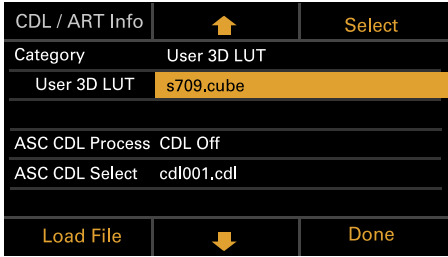 CDL / ART Info Select
Category User 3D LUT
User 3D LUT s709.cube
ASC CDL Process CDL Off
ASC CDL Select cdl001.cdl
Load File Done